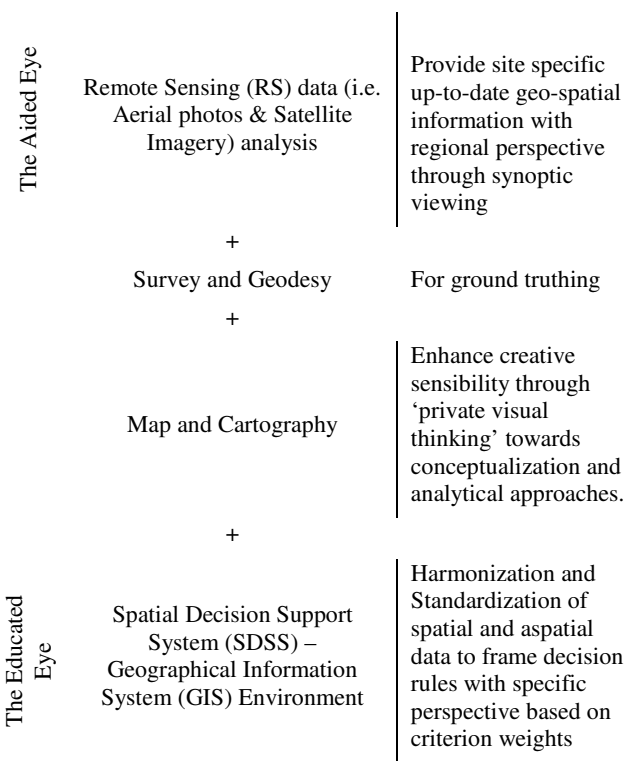 The Aided Eye
Remote Sensing (RS) data (i.e.
Aerial photos & Satellite
Imagery) analysis
Provide site specific
up-to-date geo-spatial
information with
regional perspective
through synoptic
viewing
+
Survey and Geodesy
For ground truthing
+
Map and Cartography
Enhance creative
sensibility through
‘private visual
thinking’ towards
conceptualization and
analytical approaches.
+
The Educated
Eye
Spatial Decision Support
System (SDSS) –
Geographical Information
System (GIS) Environment
Harmonization and
Standardization of
spatial and aspatial
data to frame decision
rules with specific
perspective based on
criterion weights